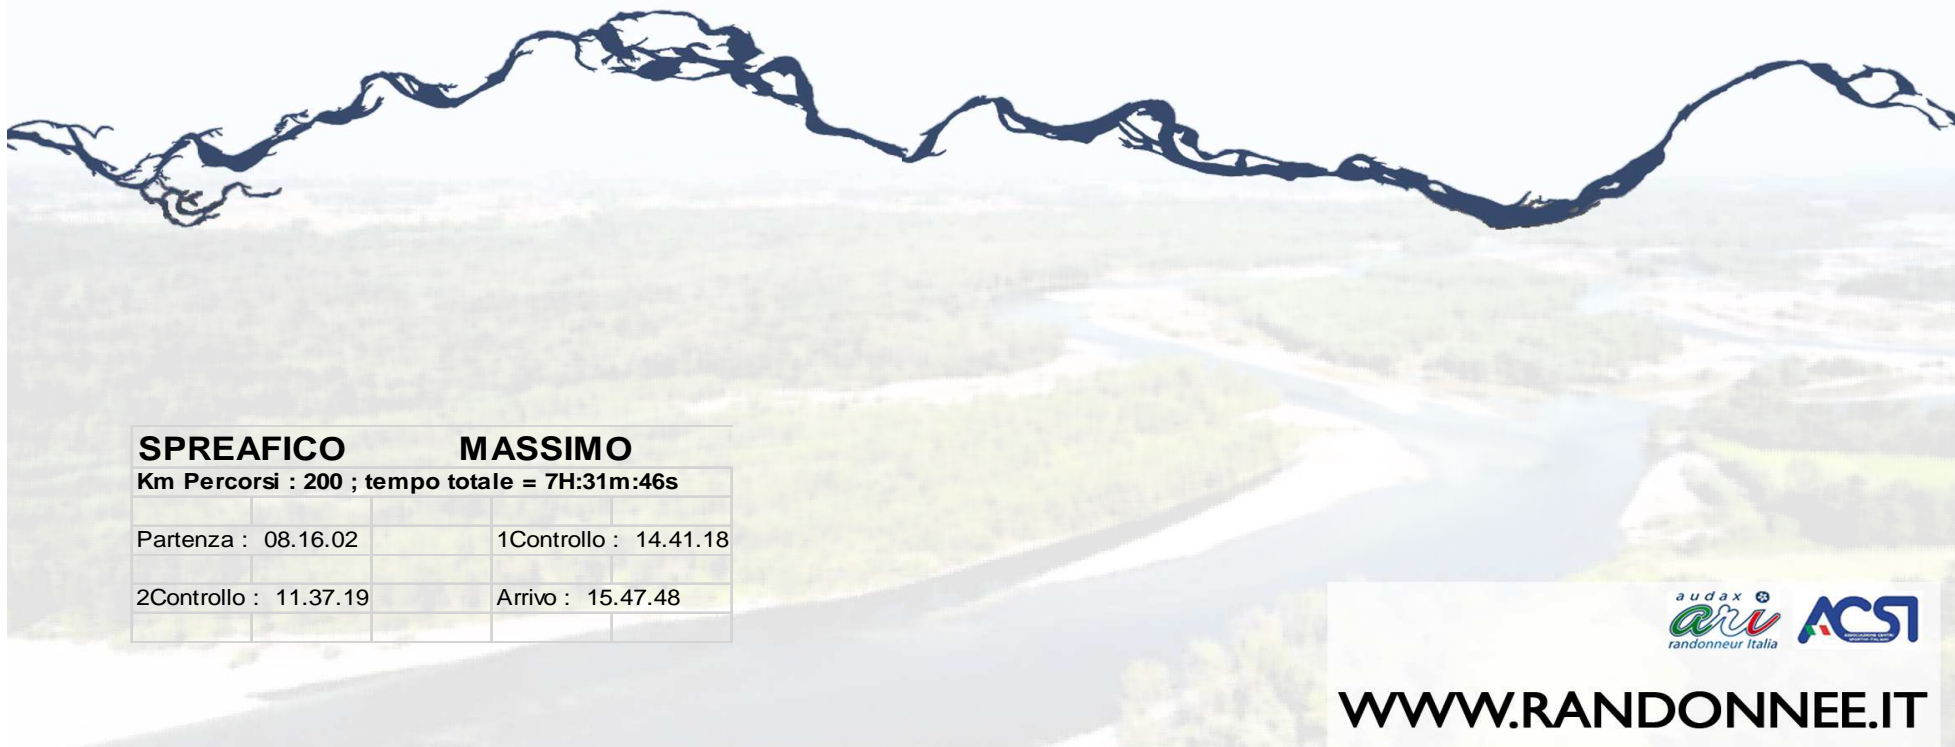 SPREAFICO MASSIMO
Km Percorsi : 200 ; tempo totale = 7H:31m:46s
Partenza : 08.16.02 1Controllo : 14.41.18
2Controllo : 11.37.19 Arrivo : 15.47.48
audax
ari
randonneur Italia
ACSI
WWW.RANDONNEE.IT